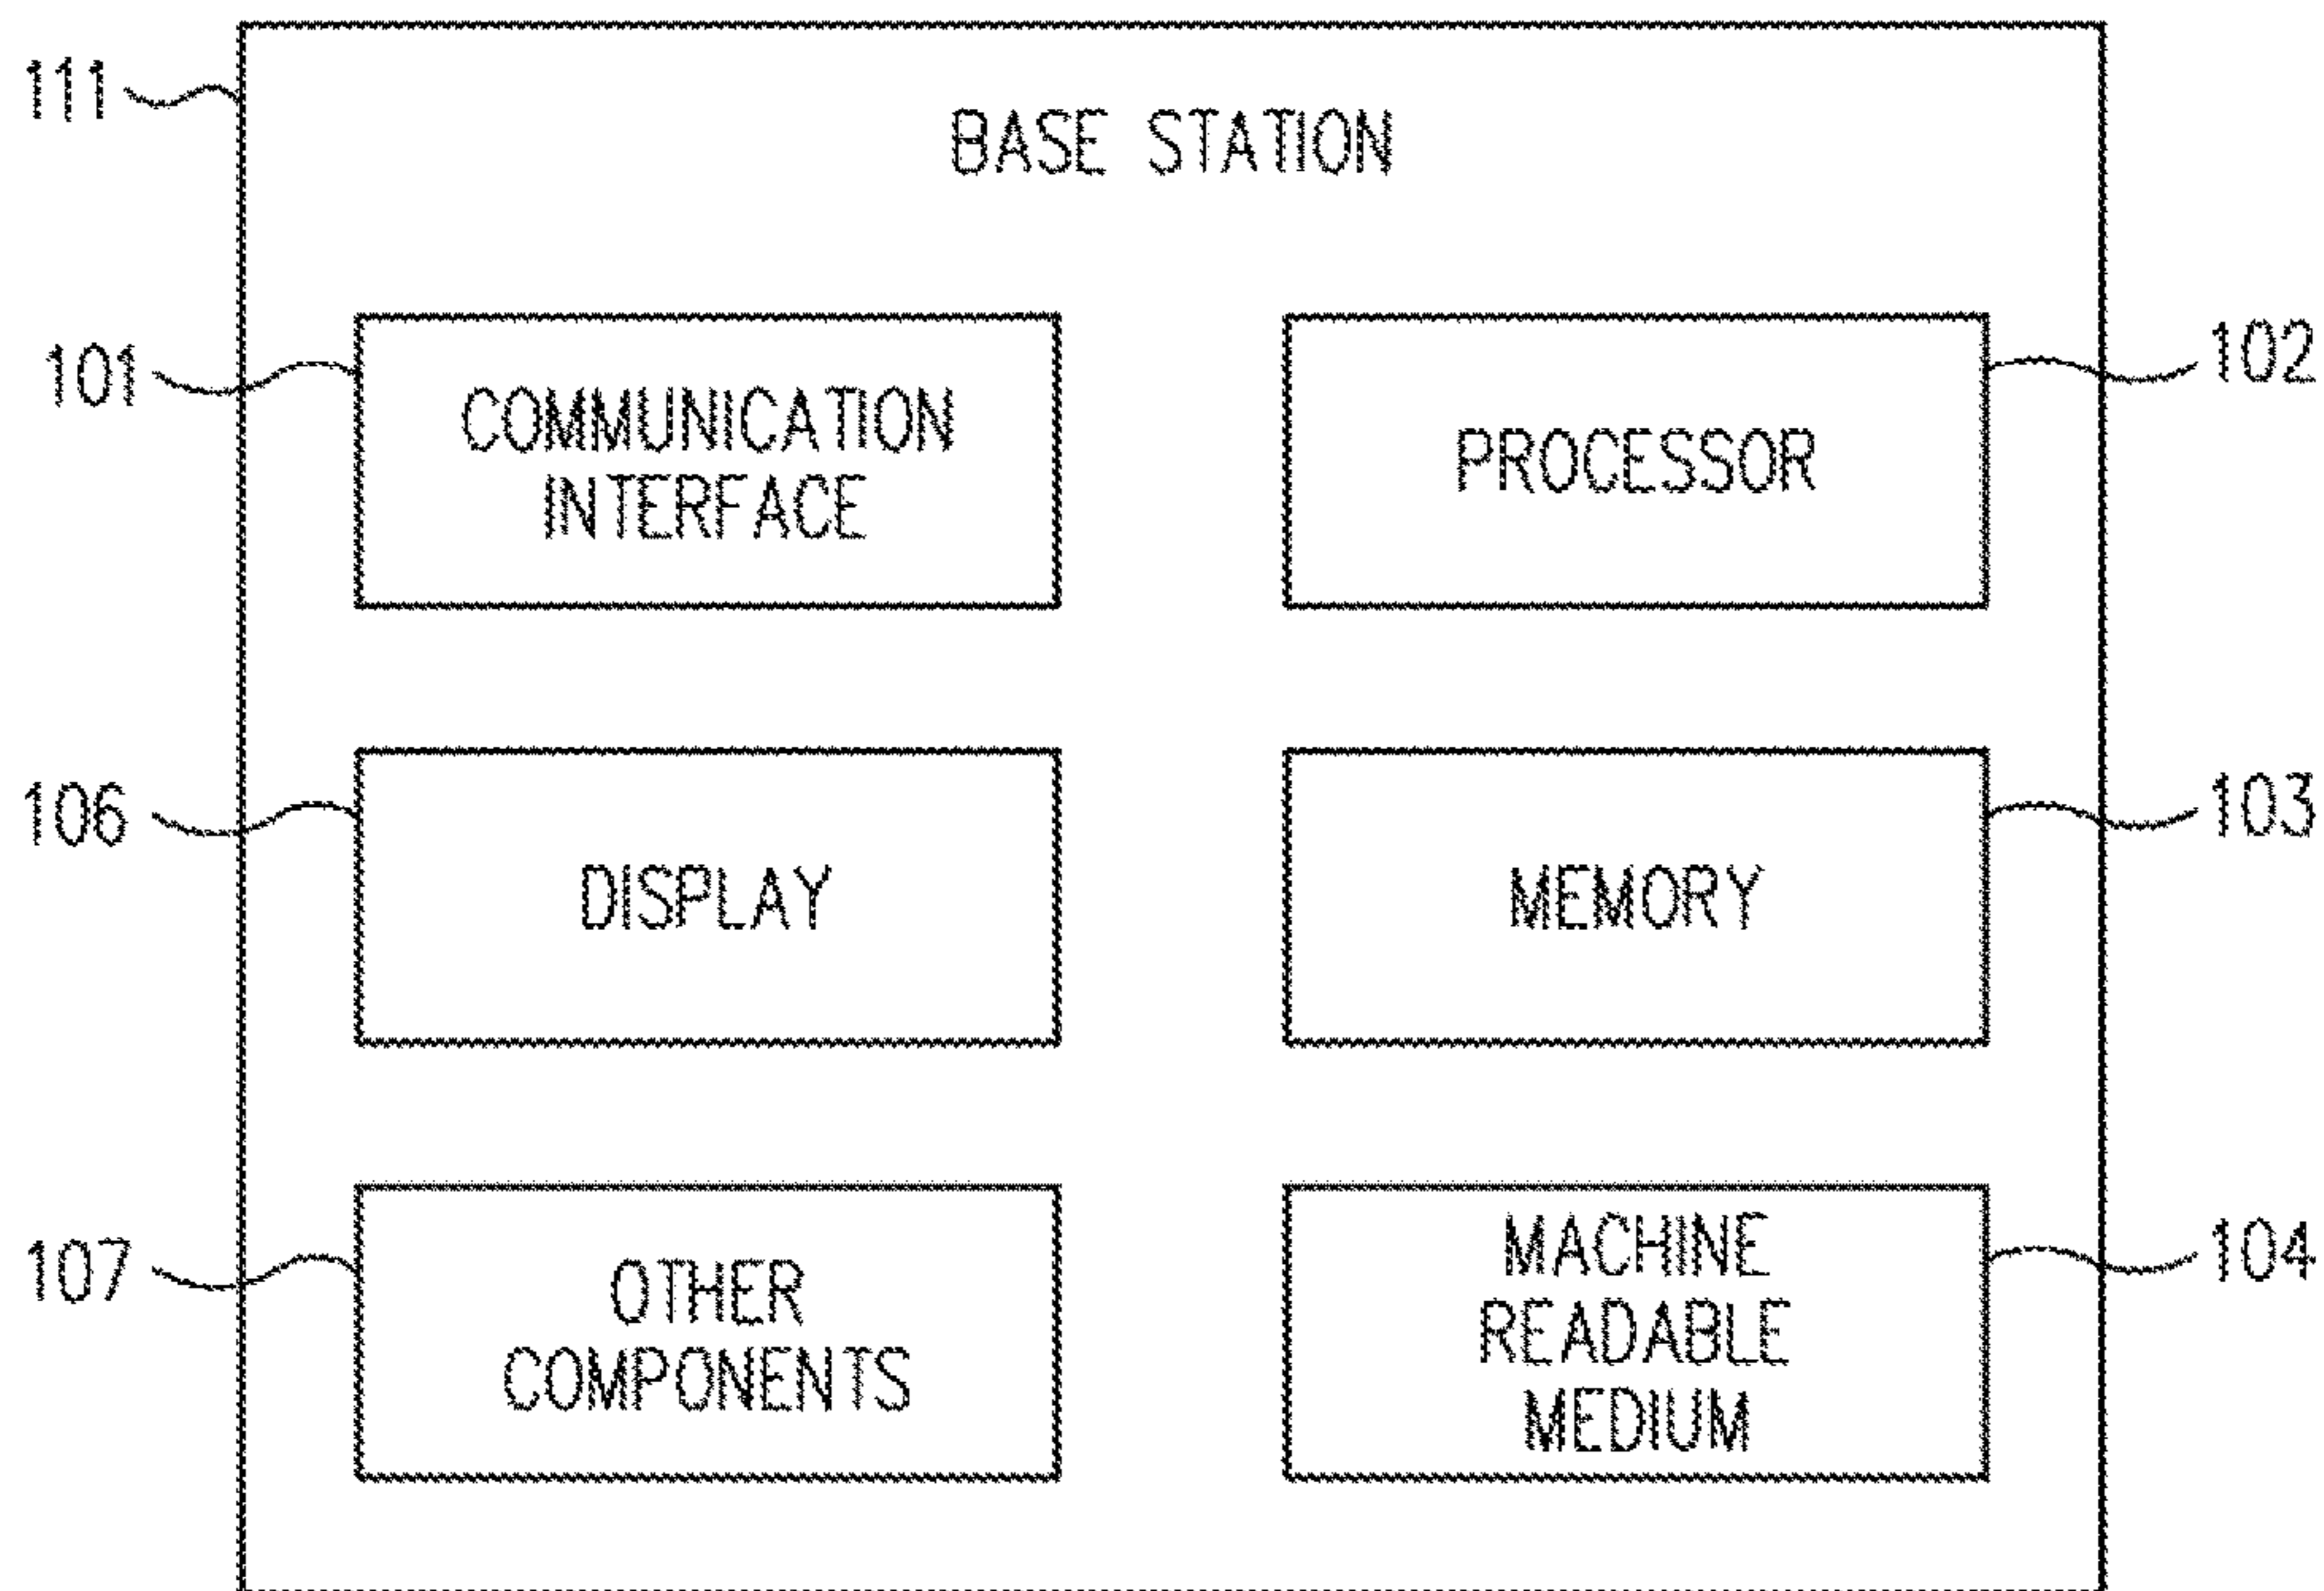 111
BASE STATION
101
COMMUNICATION
INTERFACE
PROCESSOR
102
106
DISPLAY
MEMORY
103
107
OTHER
COMPONENTS
MACHINE
READABLE
MEDIUM
104